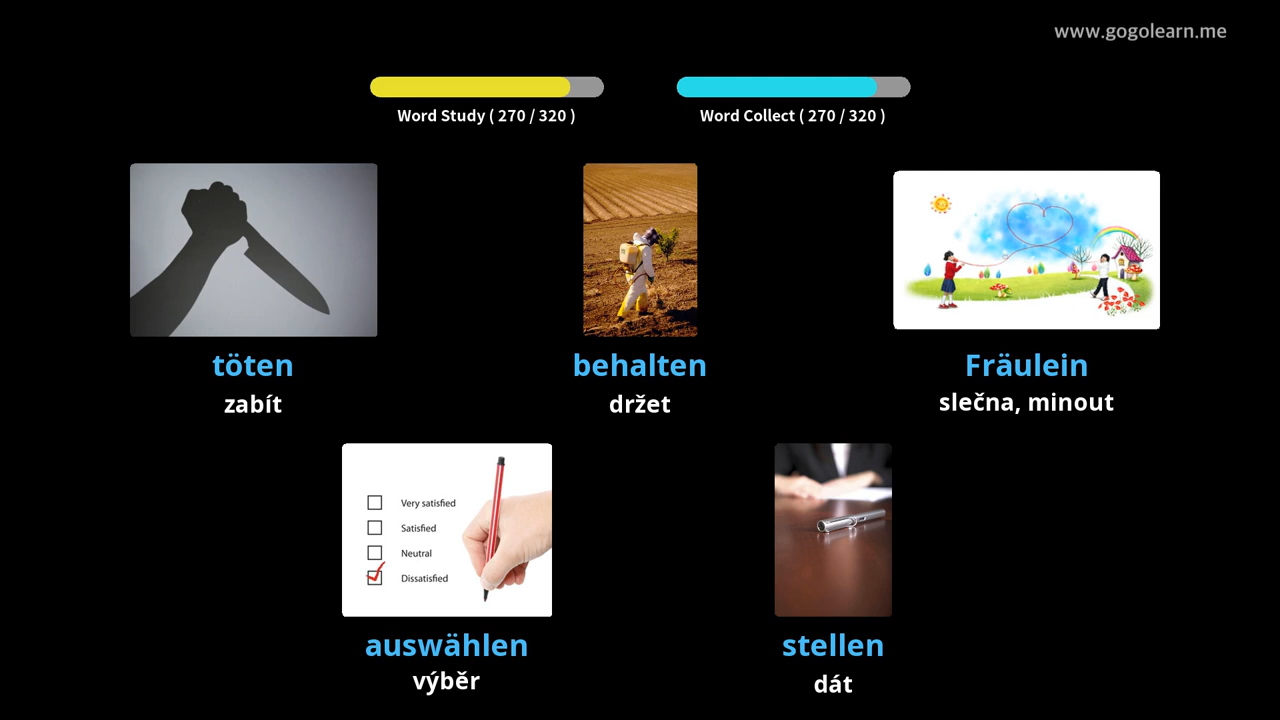 www.gogolearn.me
Word Study ( 270 / 320 )
Word Collect ( 270 / 320 )
töten
zabít
behalten
držet
Fräulein
slečna, minout
Very satisfied
Satisfied
Neutral
Dissatisfied
auswählen
výběr
stellen
dát